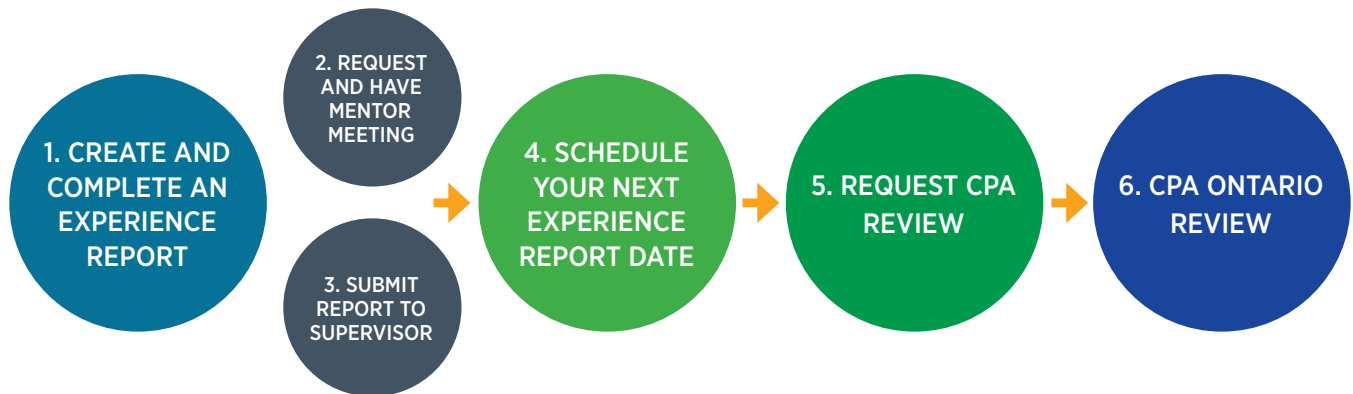 1. CREATE AND
COMPLETE AN
EXPERIENCE
REPORT
2. REQUEST
AND HAVE
MENTOR
MEETING
3. SUBMIT
REPORT TO
SUPERVISOR
4. SCHEDULE
YOUR NEXT
EXPERIENCE
REPORT DATE
5. REQUEST CPA
REVIEW
6. CPA ONTARIO
REVIEW